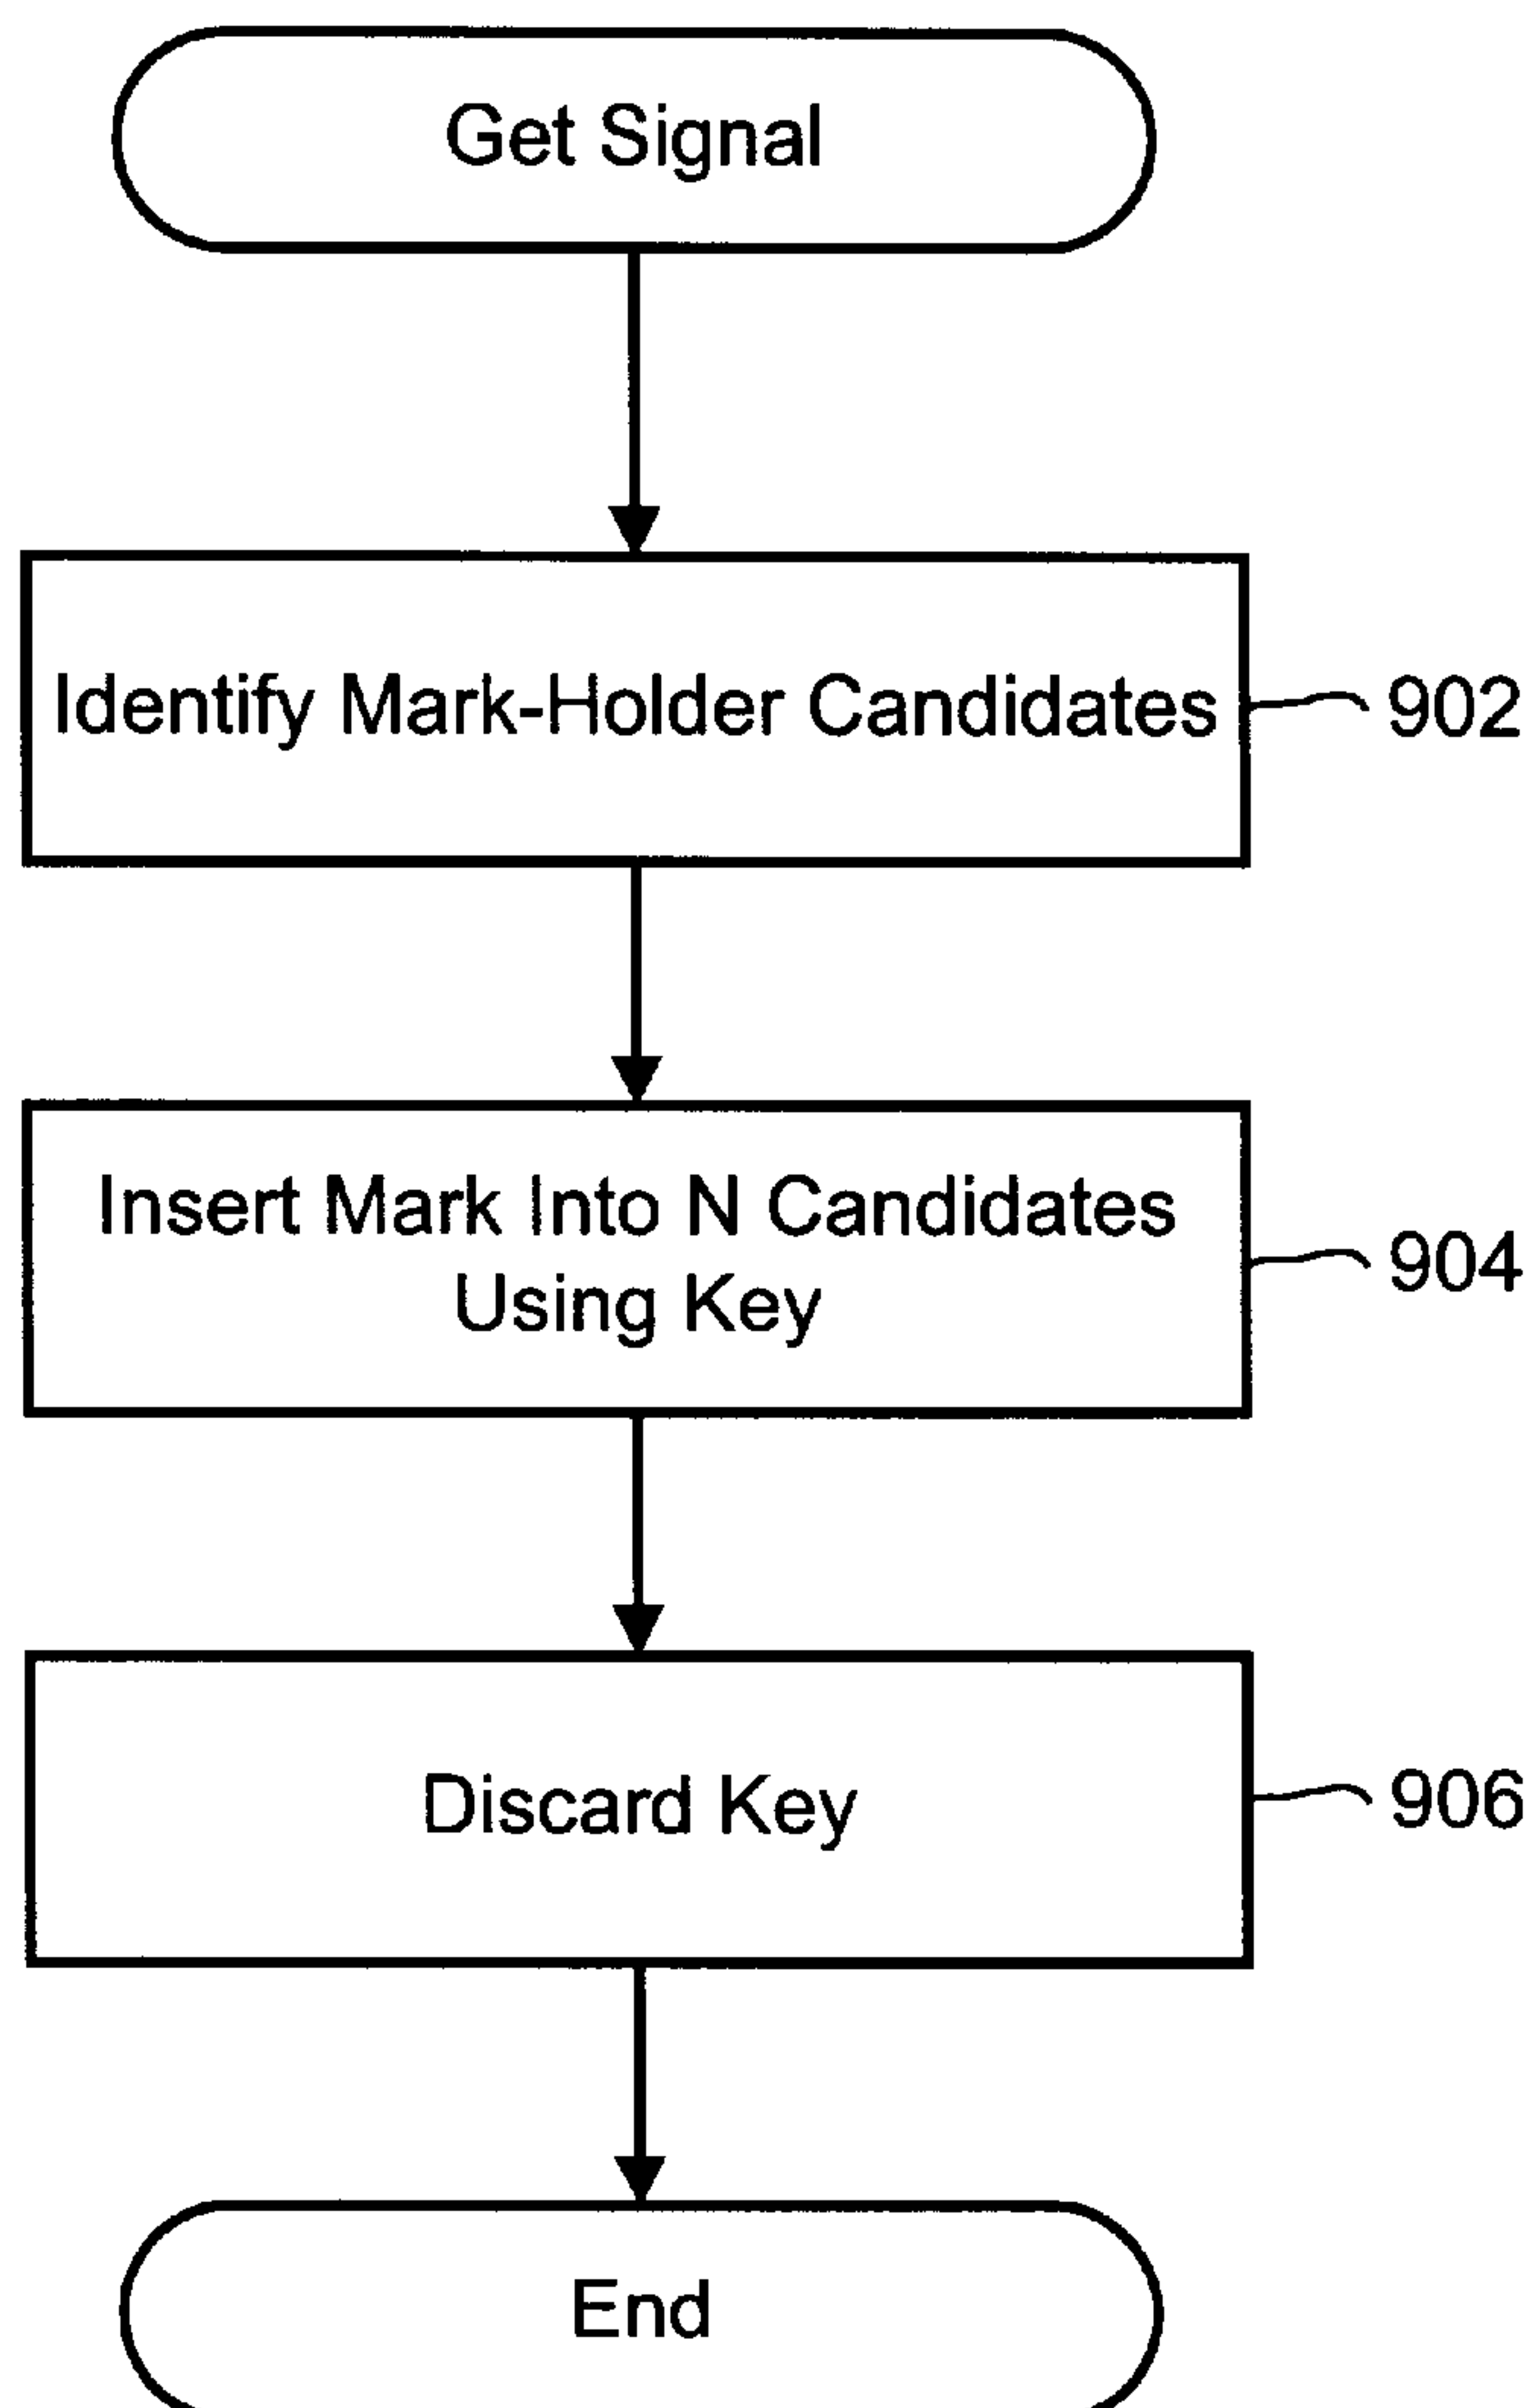 Get Signal
Identify Mark-Holder Candidates
902
Insert Mark Into N Candidates
Using Key
904
Discard Key
906
End